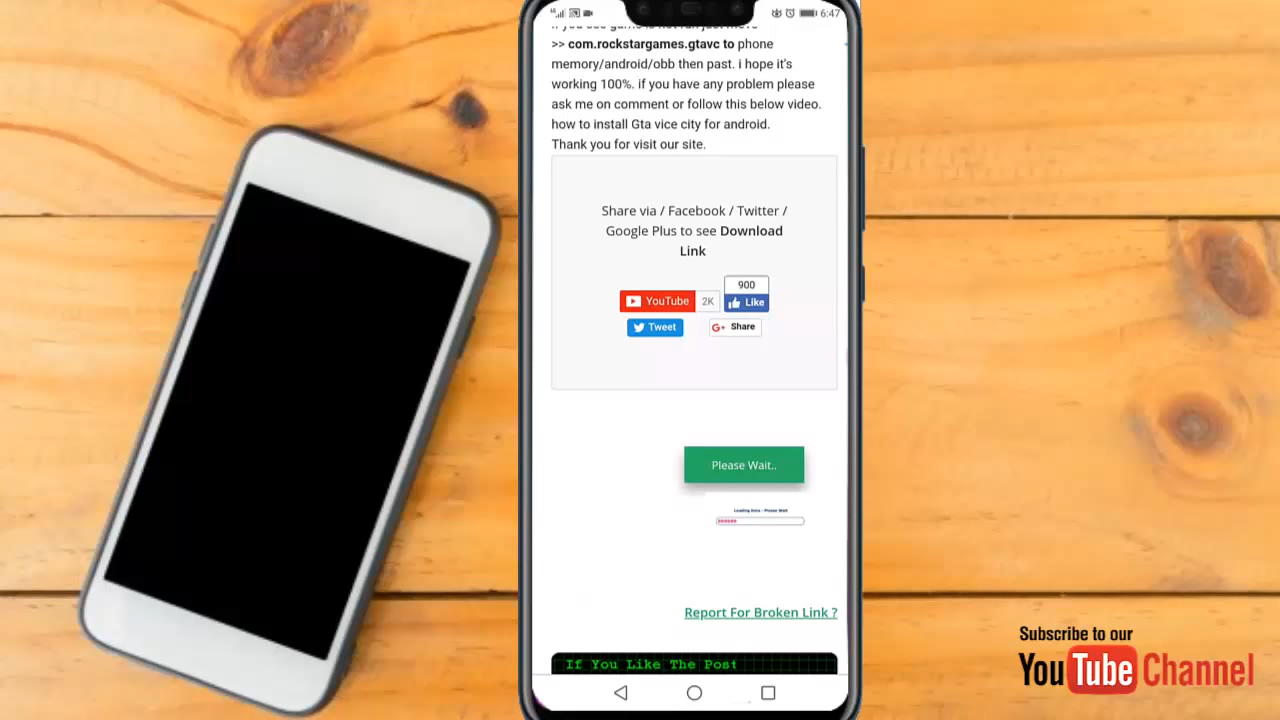 6:47
>> com.rockstargames.gtavc to phone
memory/android/obb then past. i hope it's
working 100%. if you have any problem please
ask me on comment or follow this below video.
how to install Gta vice city for android.
Thank you for visit our site.
Share via / Facebook / Twitter /
Google Plus to see Download
Link
900
YouTube 2K Like
Tweet G+ Share
Please Wait..
Loading Data - Please Wait
Report For Broken Link ?
If You Like The Post
Subscribe to our
YouTube Channel